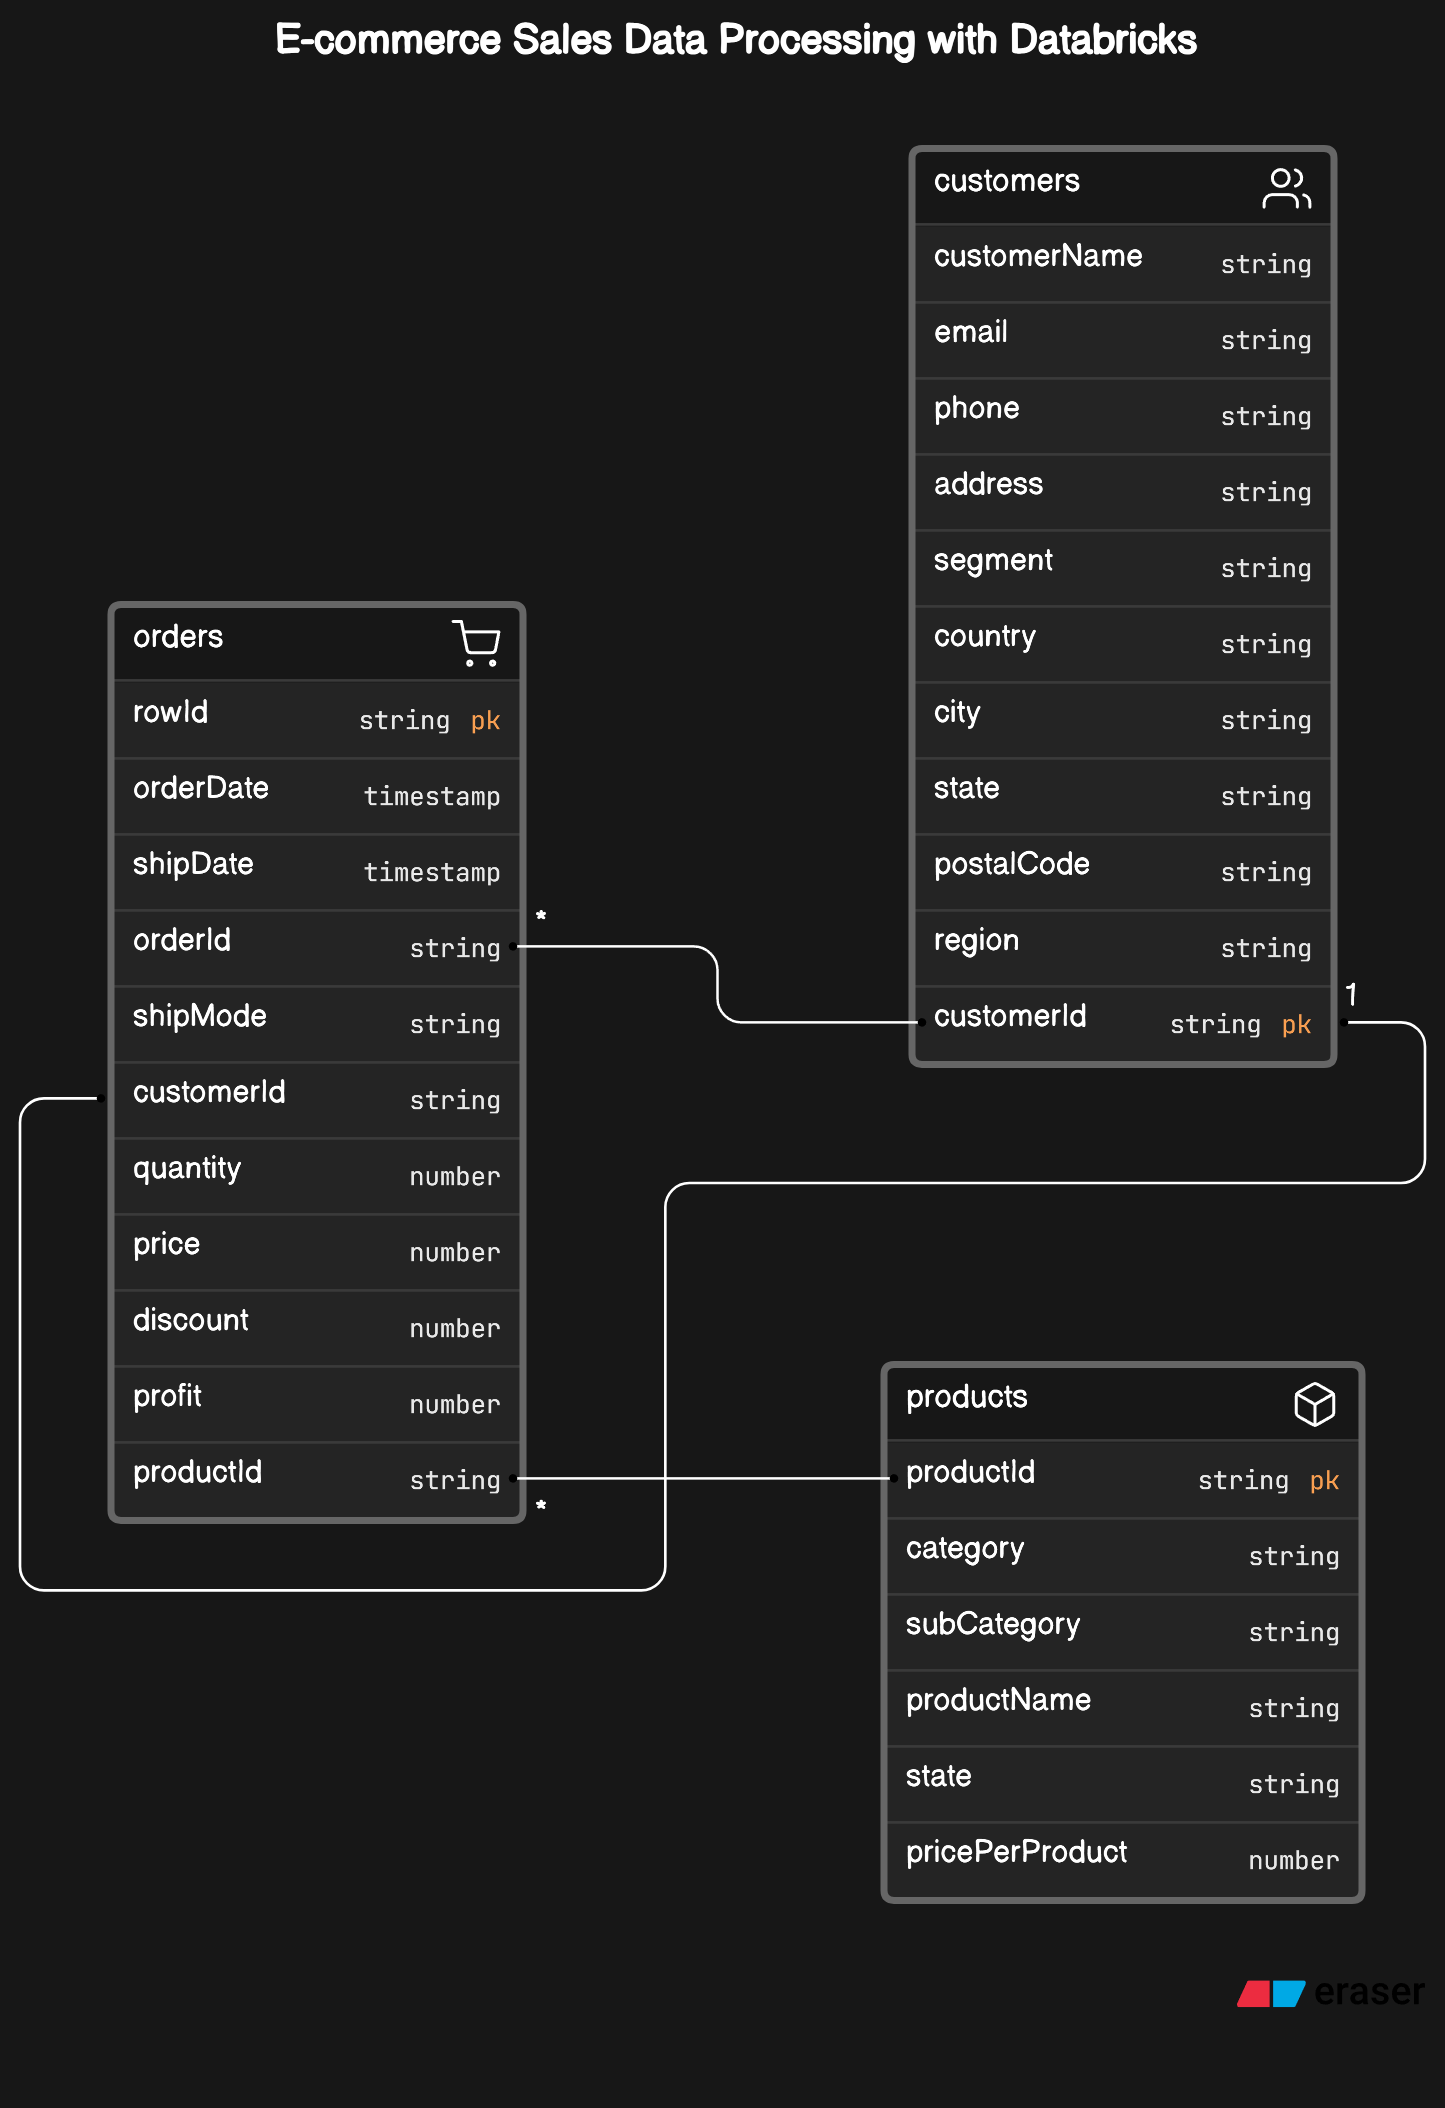 E-commerce Sales Data Processing with Databricks
customers
customerName string
email string
phone string
address string
segment string
country string
city string
state string
postalCode string
region string
customerId string pk
1
orders
rowId string pk
orderDate timestamp
shipDate timestamp
*
orderId string
shipMode string
customerId string
quantity number
price number
discount number
profit number
productId string
*
products
productId string pk
category string
subCategory string
productName string
state string
pricePerProduct number
eraser